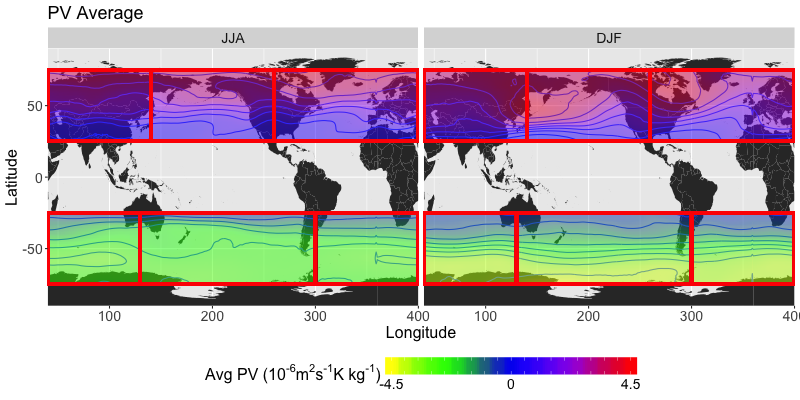 PV Average
JJA
DJF
Latitude
50
0
-50
100
200
300
400
100
200
300
40
Longitude
Avg PV (10⁻⁶m²s⁻¹K kg⁻¹)
-4.5
0
4.5